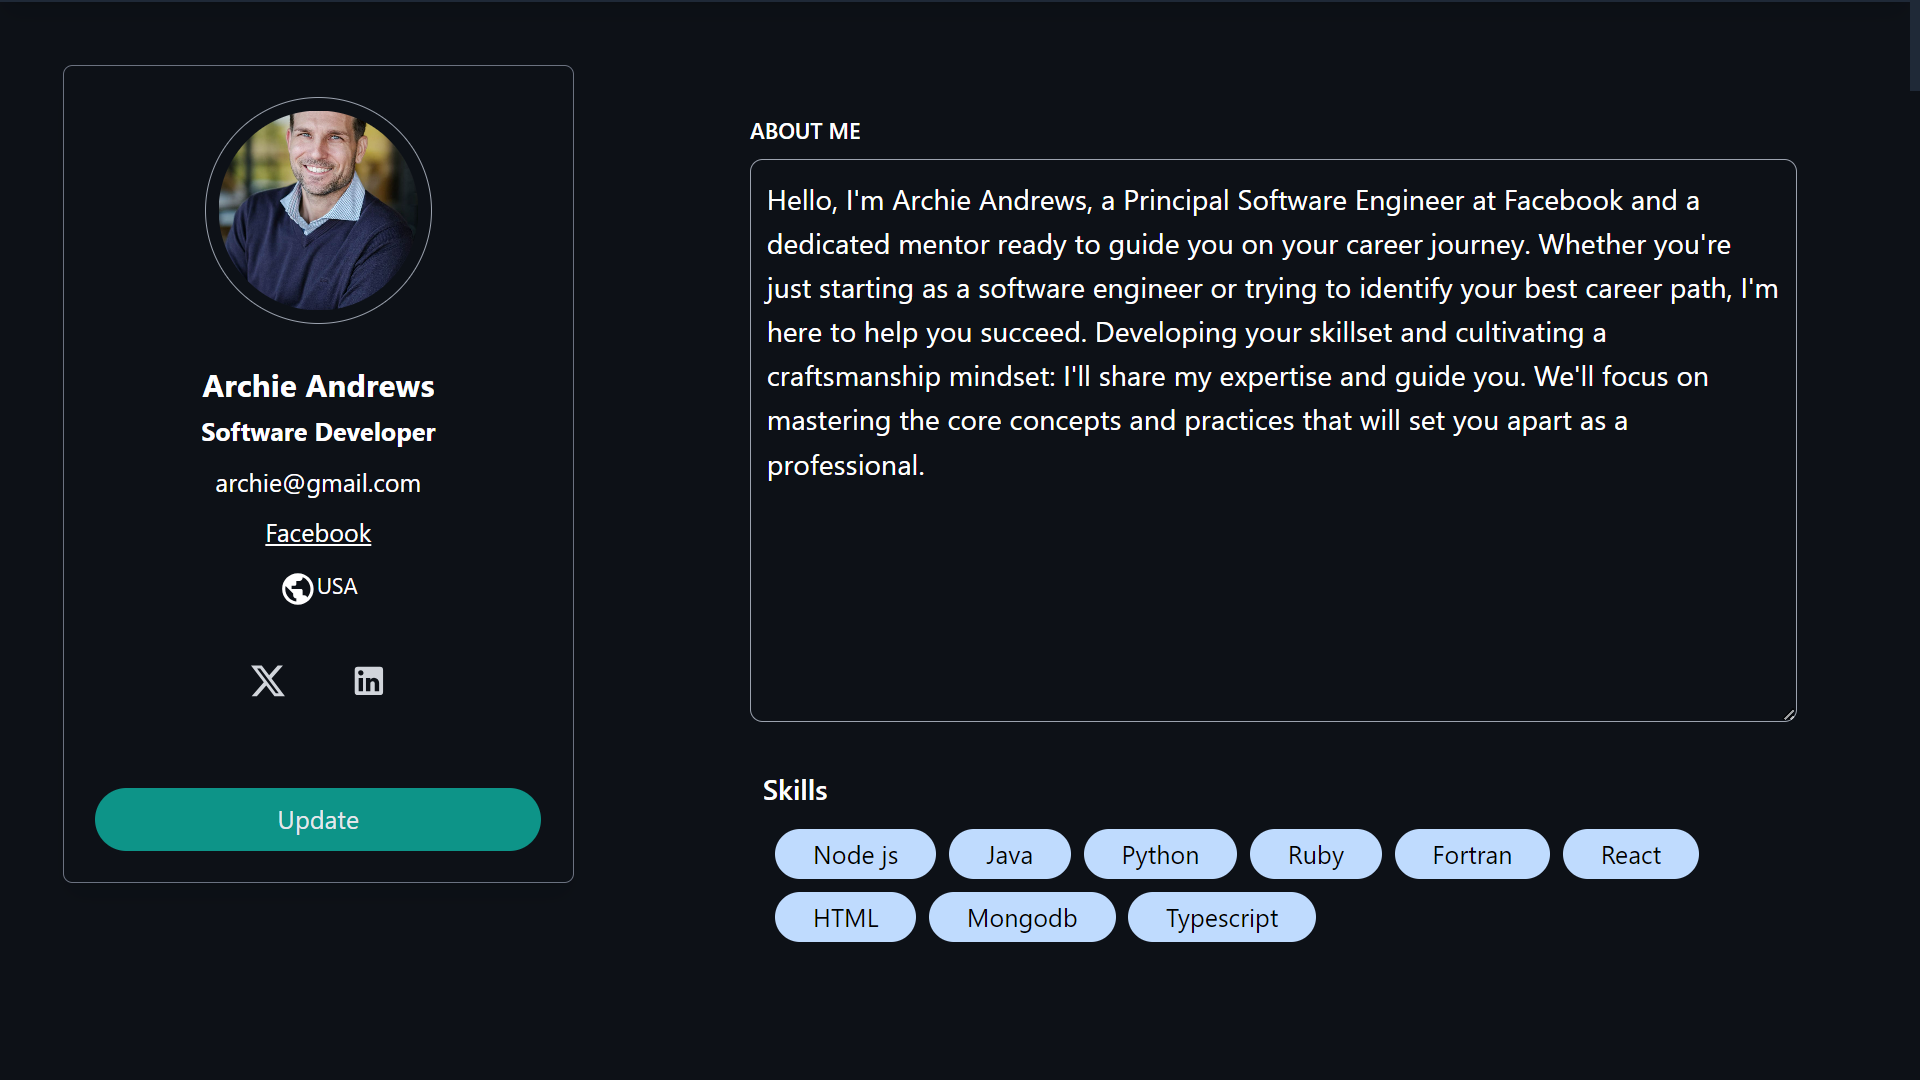 Archie Andrews
Software Developer
archie@gmail.com
Facebook
USA
Update
ABOUT ME
Hello, I'm Archie Andrews, a Principal Software Engineer at Facebook and a
dedicated mentor ready to guide you on your career journey. Whether you're
just starting as a software engineer or trying to identify your best career path, I'm
here to help you succeed. Developing your skillset and cultivating a
craftsmanship mindset: I'll share my expertise and guide you. We'll focus on
mastering the core concepts and practices that will set you apart as a
professional.
Skills
Node js Java Python Ruby Fortran React
HTML Mongodb Typescript